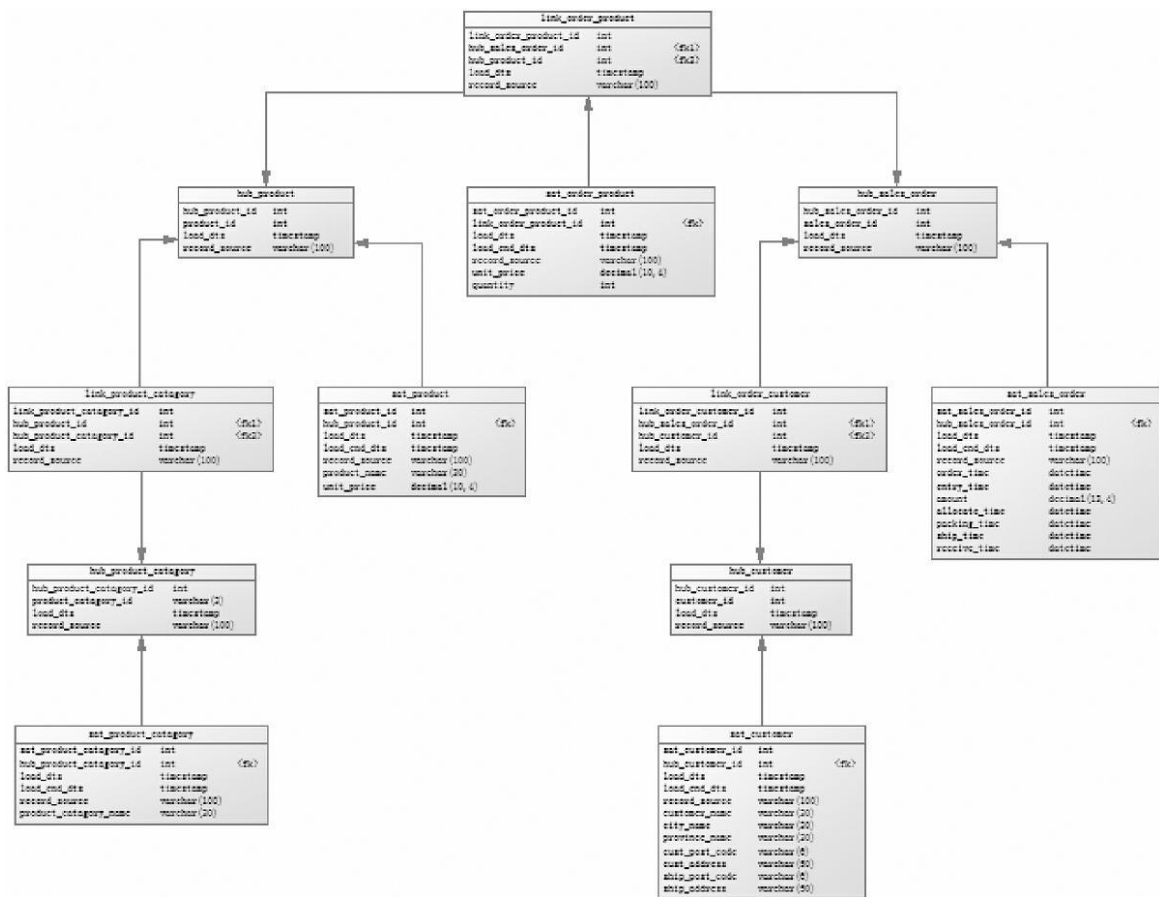 link_order_product
link_order_product_id int
hub_sales_order_id int <fk1>
hub_product_id int <fk2>
load_dts timestamp
record_source varchar(100)
hub_product
hub_product_id int
product_id int
load_dts timestamp
record_source varchar(100)
sat_order_product
sat_order_product_id int
link_order_product_id int <fk>
load_dts timestamp
load_end_dts timestamp
record_source varchar(100)
unit_price decimal(10,4)
quantity int
hub_sales_order
hub_sales_order_id int
sales_order_id int
load_dts timestamp
record_source varchar(100)
link_product_catagory
link_product_catagory_id int
hub_product_id int <fk1>
hub_product_catagory_id int <fk2>
load_dts timestamp
record_source varchar(100)
sat_product
sat_product_id int
hub_product_id int <fk>
load_dts timestamp
load_end_dts timestamp
record_source varchar(100)
product_name varchar(20)
unit_price decimal(10,4)
link_order_customer
link_order_customer_id int
hub_sales_order_id int <fk1>
hub_customer_id int <fk2>
load_dts timestamp
record_source varchar(100)
sat_sales_order
sat_sales_order_id int
hub_sales_order_id int <fk>
load_dts timestamp
load_end_dts timestamp
record_source varchar(100)
order_time datetime
entry_time datetime
amount decimal(12,4)
allocate_time datetime
packing_time datetime
ship_time datetime
receive_time datetime
hub_product_catagory
hub_product_catagory_id int
product_catagory_id varchar(2)
load_dts timestamp
record_source varchar(100)
hub_customer
hub_customer_id int
customer_id int
load_dts timestamp
record_source varchar(100)
sat_product_catagory
sat_product_catagory_id int
hub_product_catagory_id int <fk>
load_dts timestamp
load_end_dts timestamp
record_source varchar(100)
product_catagory_name varchar(20)
sat_customer
sat_customer_id int
hub_customer_id int <fk>
load_dts timestamp
load_end_dts timestamp
record_source varchar(100)
customer_name varchar(20)
city_name varchar(20)
province_name varchar(20)
cust_post_code varchar(6)
cust_address varchar(50)
ship_post_code varchar(6)
ship_address varchar(50)